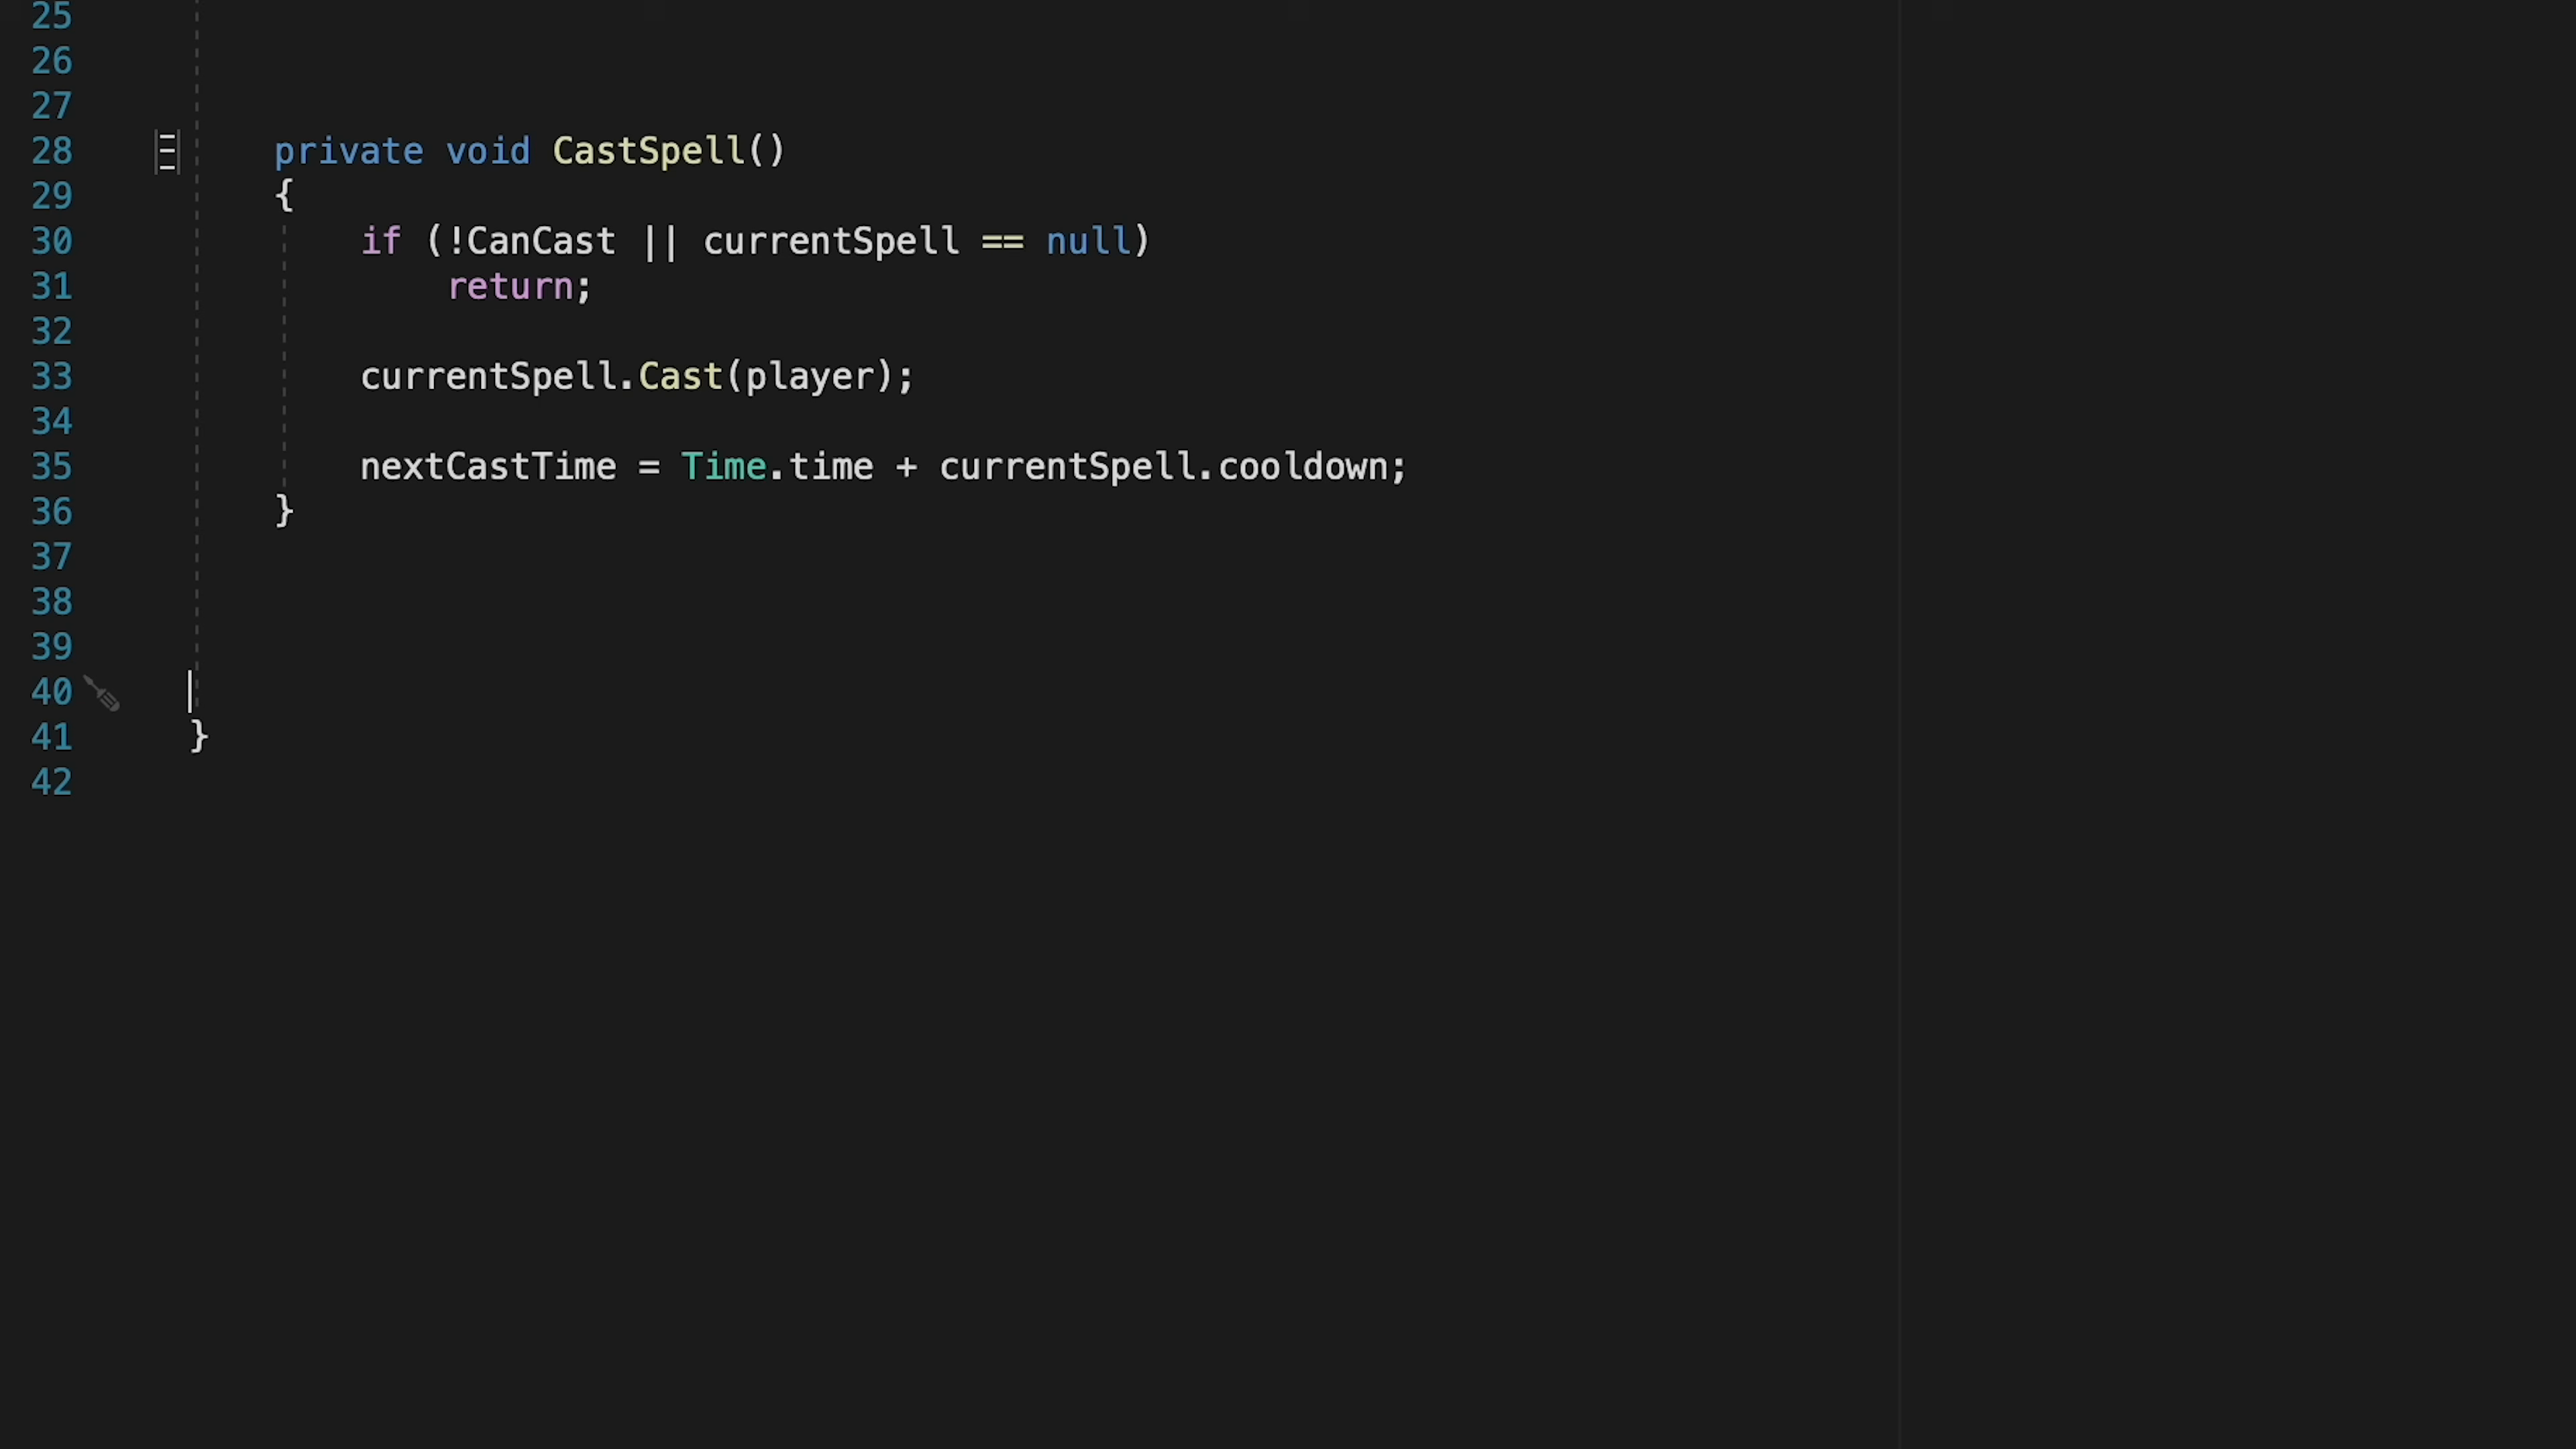 25
26
27
28 private void CastSpell()
29 {
30 if (!CanCast || currentSpell == null)
31 return;
32
33 currentSpell.Cast(player);
34
35 nextCastTime = Time.time + currentSpell.cooldown;
36 }
37
38
39
40
41 }
42